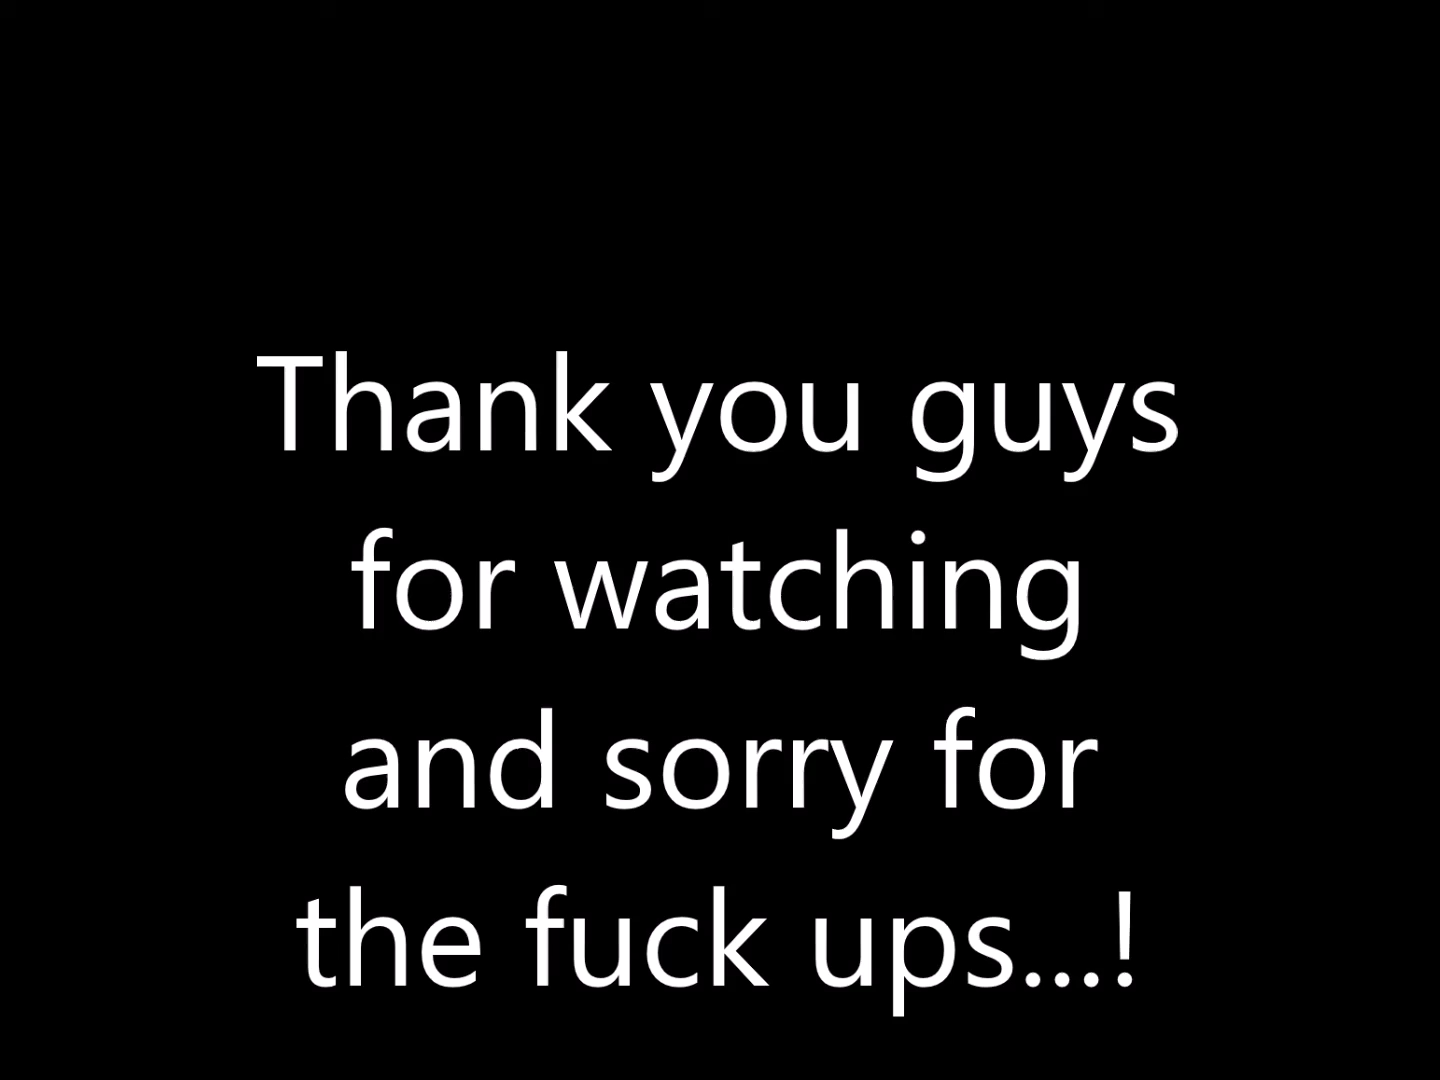 Thank you guys
for watching
and sorry for
the fuck ups...!